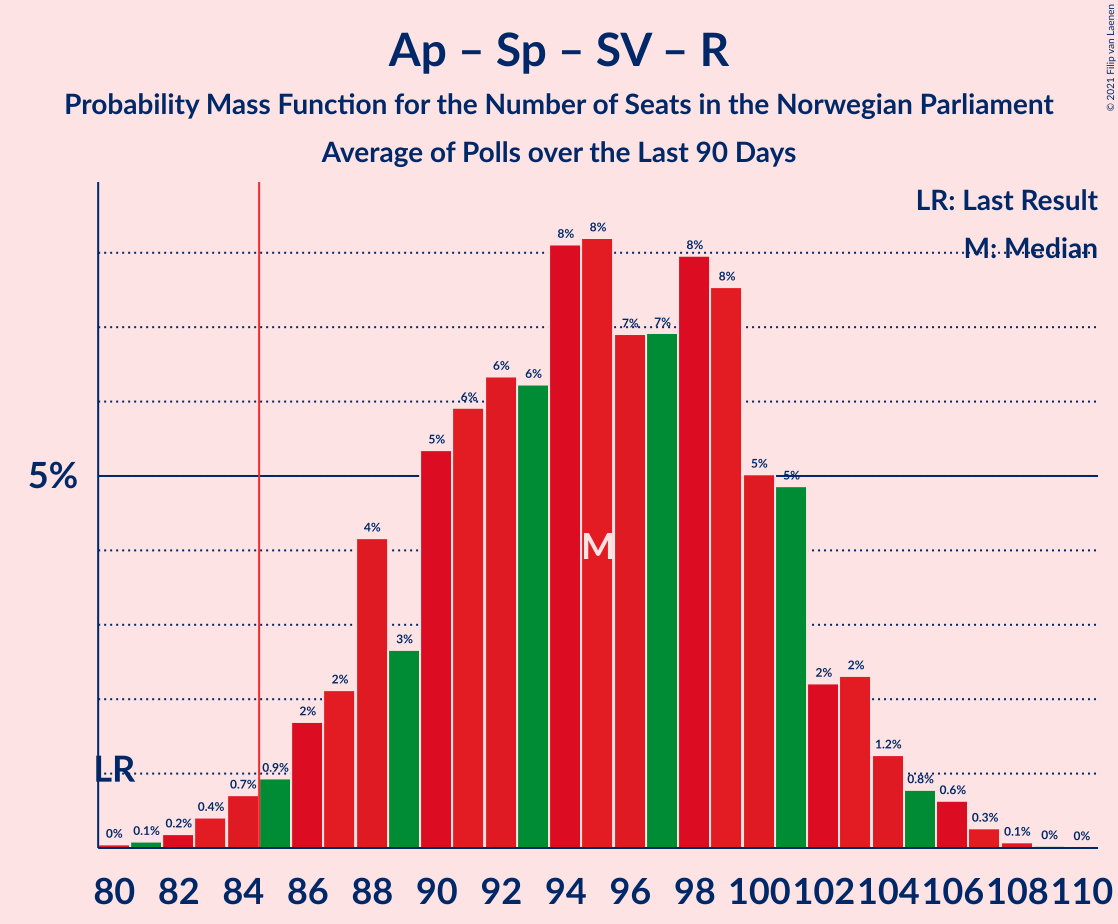 Ap – Sp – SV – R
Probability Mass Function for the Number of Seats in the Norwegian Parliament
Average of Polls over the Last 90 Days
© 2021 Filip van Laenen
LR: Last Result
M: Median
5%
LR
M
0% 0.1% 0.2% 0.4% 0.7% 0.9% 2% 2% 4% 3% 5% 6% 6% 6% 8% 8% 7% 7% 8% 8% 5% 5% 2% 2% 1.2% 0.8% 0.6% 0.3% 0.1% 0% 0%
80 82 84 86 88 90 92 94 96 98 100 102 104 106 108 110